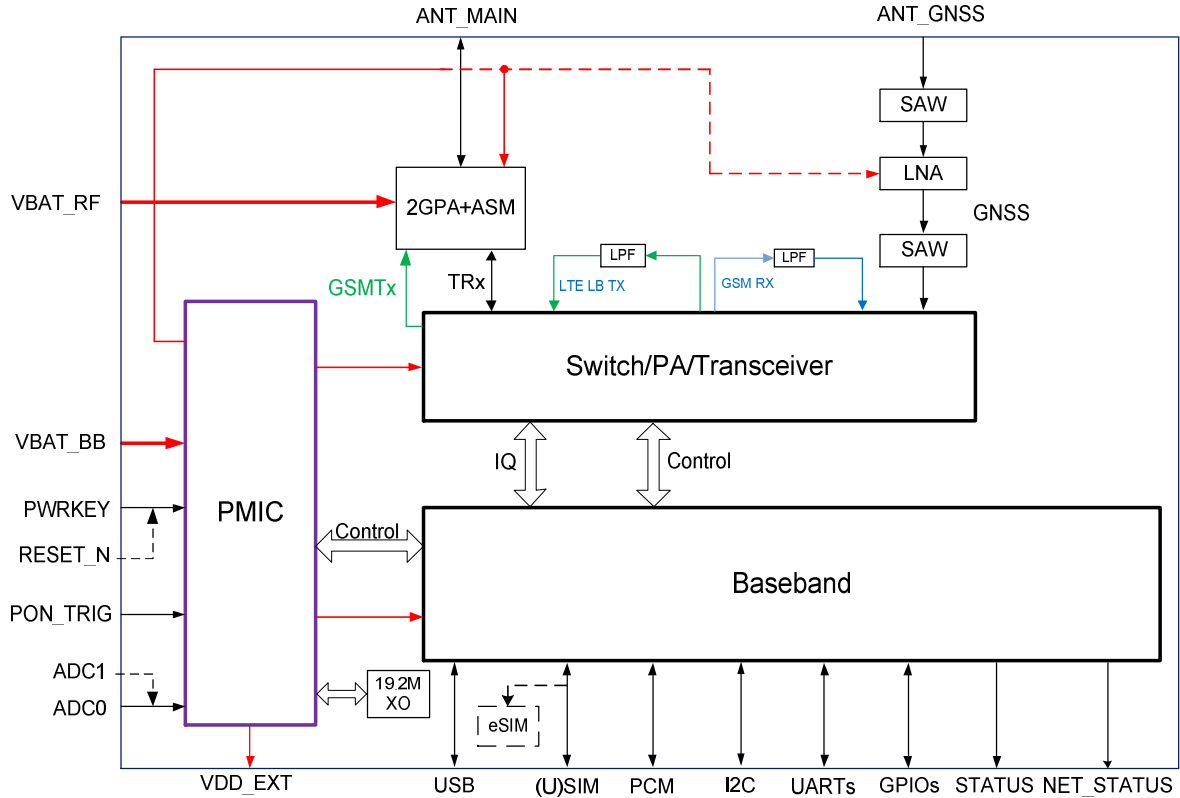 ANT_MAIN
ANT_GNSS
SAW
LNA
VBAT_RF
2GPA+ASM
GNSS
SAW
LPF
LPF
GSMTx
TRx
LTE LB TX
GSM RX
Switch/PA/Transceiver
VBAT_BB
IQ
Control
PWRKEY
PMIC
Control
RESET_N
Baseband
PON_TRIG
ADC1
19.2M
XO
ADC0
eSIM
VDD_EXT
USB
(U)SIM
PCM
I2C
UARTs
GPIOs
STATUS
NET_STATUS